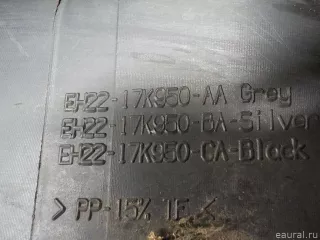 EH22-17K950-AA Grey
EH22-17K950-BA-Silver
EH22-17K950-CA-Black
> PP-15% TF <
eaural.ru